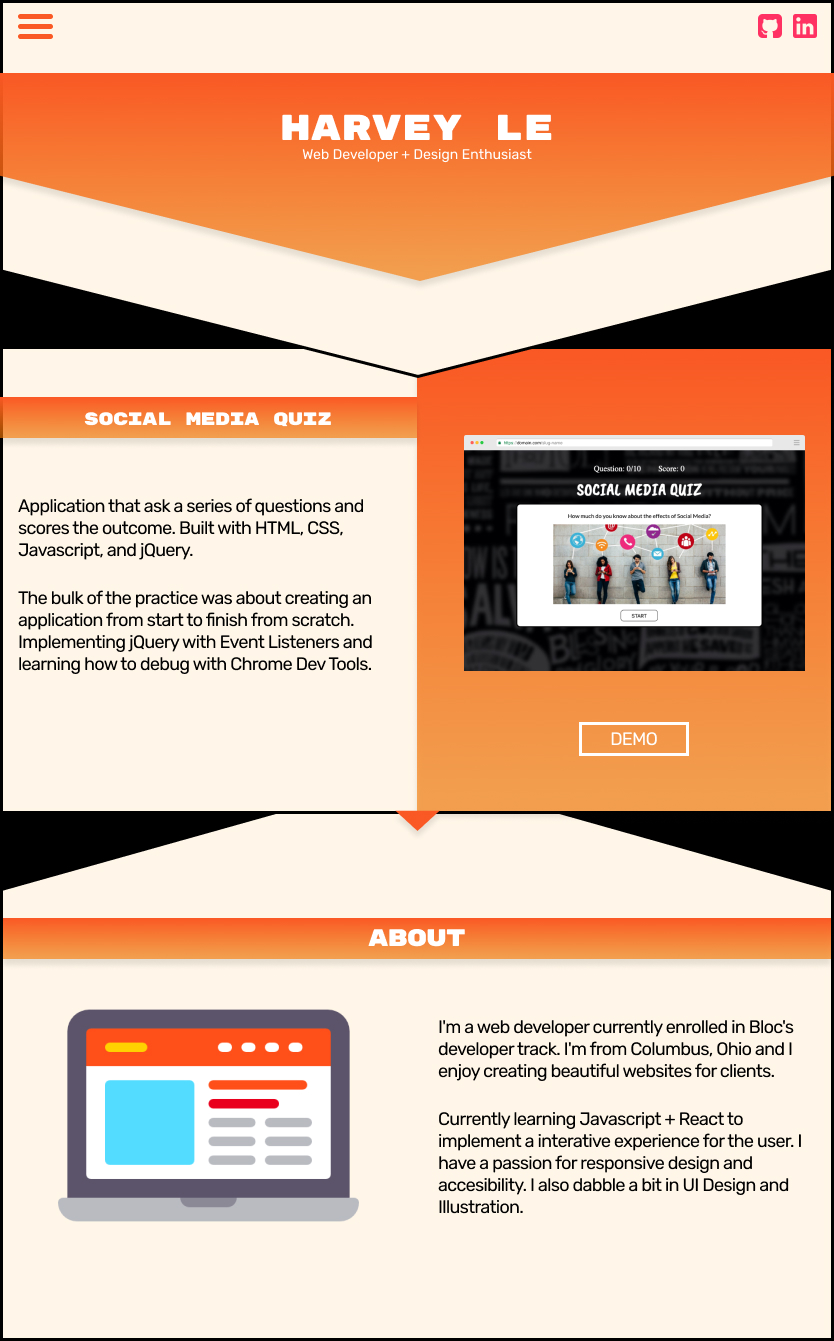 HARVEY LE
Web Developer + Design Enthusiast
SOCIAL MEDIA QUIZ
Application that ask a series of questions and
scores the outcome. Built with HTML, CSS,
Javascript, and jQuery.
The bulk of the practice was about creating an
application from start to finish from scratch.
Implementing jQuery with Event Listeners and
learning how to debug with Chrome Dev Tools.
https://domain.com/slug-name
Question: 0/10 Score: 0
SOCIAL MEDIA QUIZ
How much do you know about the effects of Social Media?
START
DEMO
ABOUT
I'm a web developer currently enrolled in Bloc's
developer track. I'm from Columbus, Ohio and I
enjoy creating beautiful websites for clients.
Currently learning Javascript + React to
implement a interative experience for the user. I
have a passion for responsive design and
accesibility. I also dabble a bit in UI Design and
Illustration.